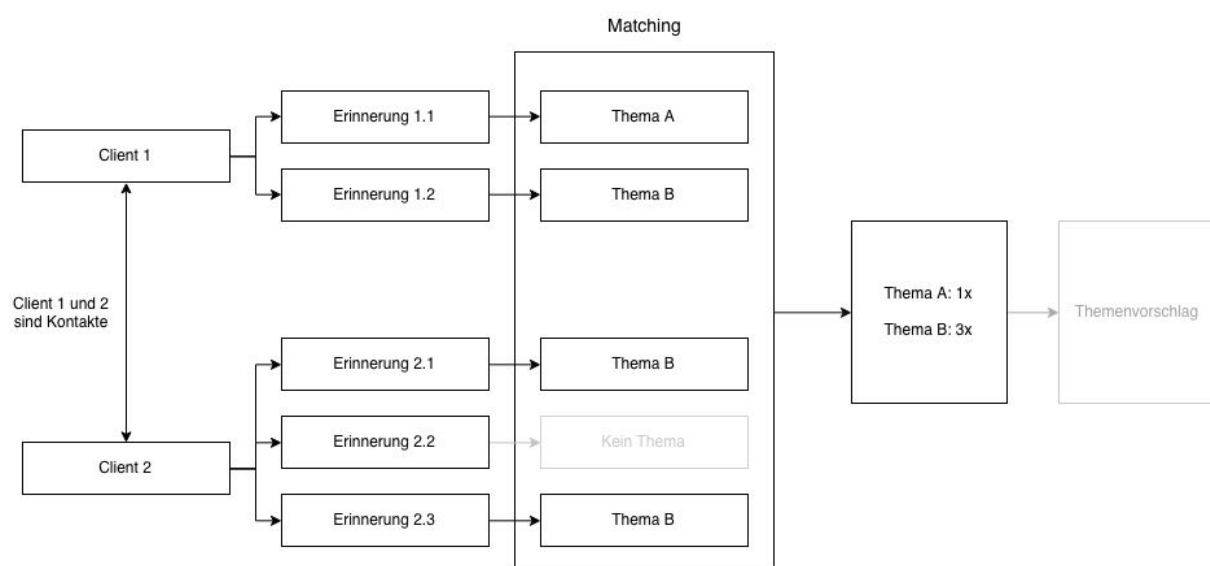 Matching
Erinnerung 1.1
Thema A
Client 1
Erinnerung 1.2
Thema B
Client 1 und 2
sind Kontakte
Thema A: 1x
Thema B: 3x
Themenvorschlag
Erinnerung 2.1
Thema B
Erinnerung 2.2
Kein Thema
Client 2
Erinnerung 2.3
Thema B